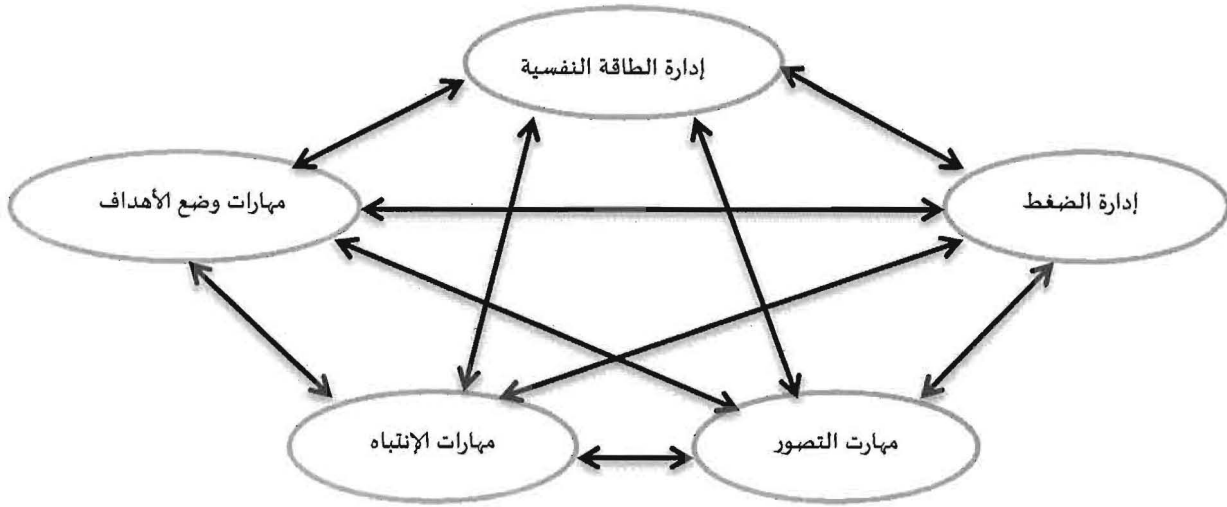 إدارة الطاقة النفسية
إدارة الضغط
مهارات وضع الأهداف
مهارت التصور
مهارات الإنتباه